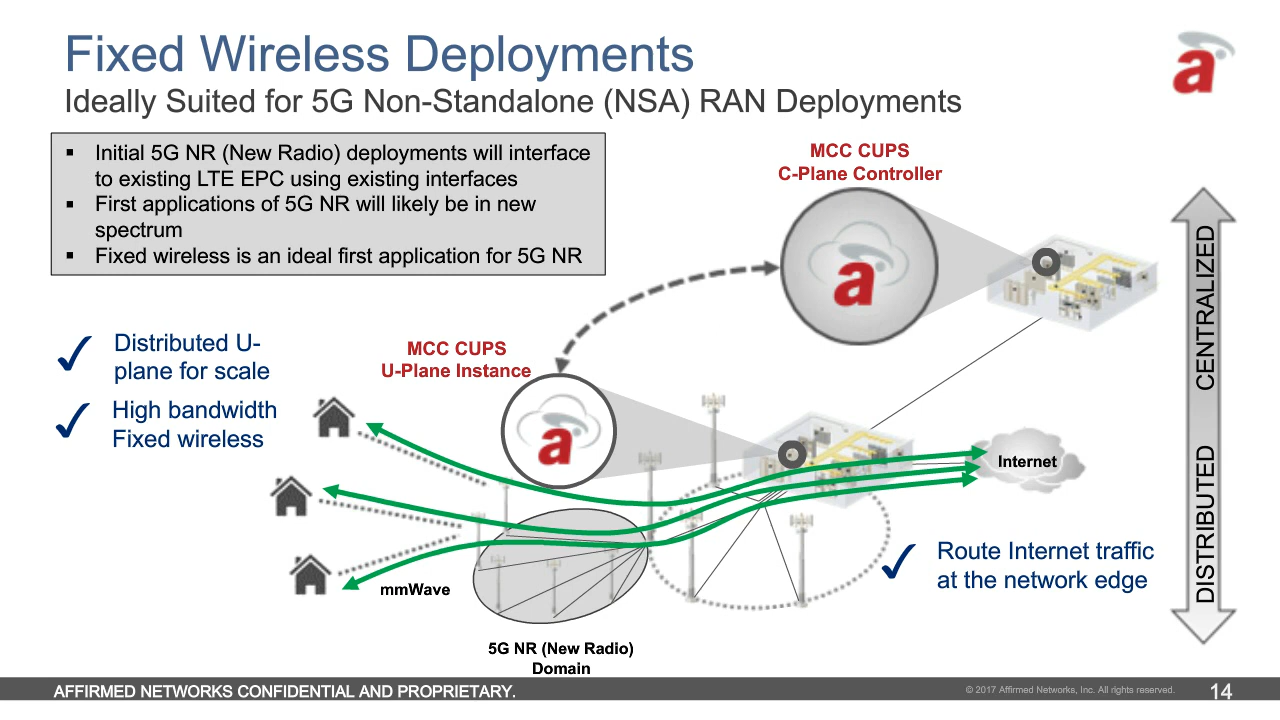 Fixed Wireless Deployments
Ideally Suited for 5G Non-Standalone (NSA) RAN Deployments
▪ Initial 5G NR (New Radio) deployments will interface
to existing LTE EPC using existing interfaces
▪ First applications of 5G NR will likely be in new
spectrum
▪ Fixed wireless is an ideal first application for 5G NR
MCC CUPS
C-Plane Controller
CENTRALIZED
DISTRIBUTED
✓ Distributed U-
plane for scale
✓ High bandwidth
Fixed wireless
MCC CUPS
U-Plane Instance
Internet
✓ Route Internet traffic
at the network edge
mmWave
5G NR (New Radio)
Domain
AFFIRMED NETWORKS CONFIDENTIAL AND PROPRIETARY.
© 2017 Affirmed Networks, Inc. All rights reserved.
14